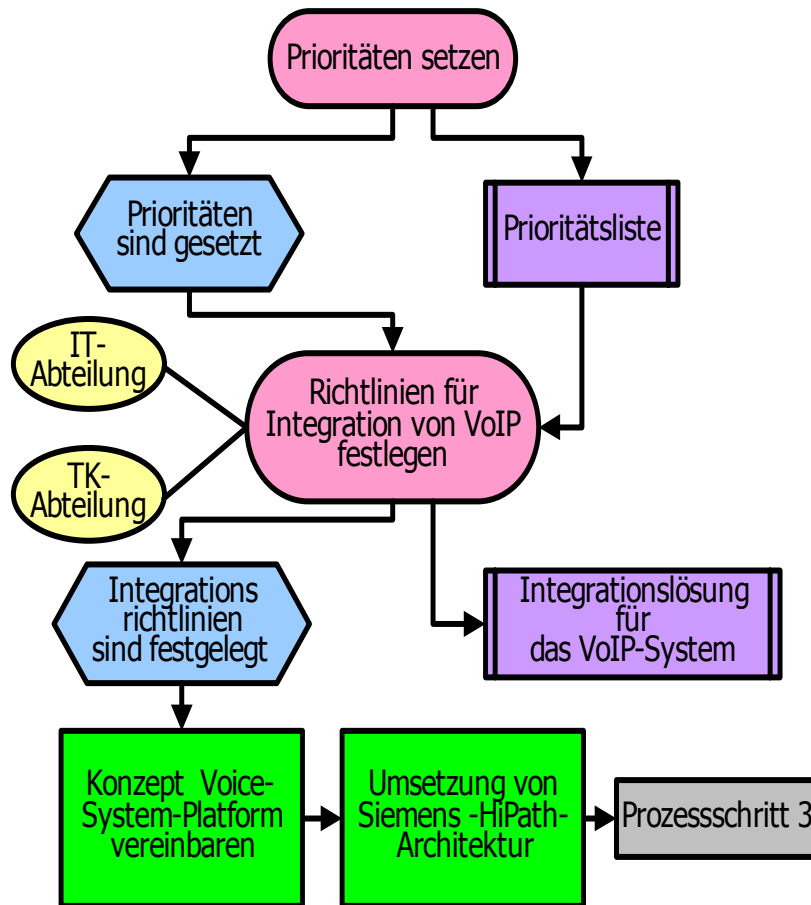 Prioritäten setzen
Prioritäten
sind gesetzt
Prioritätsliste
IT-
Abteilung
Richtlinien für
Integration von VoIP
festlegen
TK-
Abteilung
Integrations
richtlinien
sind festgelegt
Integrationslösung
für
das VoIP-System
Konzept Voice-
System-Platform
vereinbaren
Umsetzung von
Siemens -HiPath-
Architektur
Prozessschritt 3